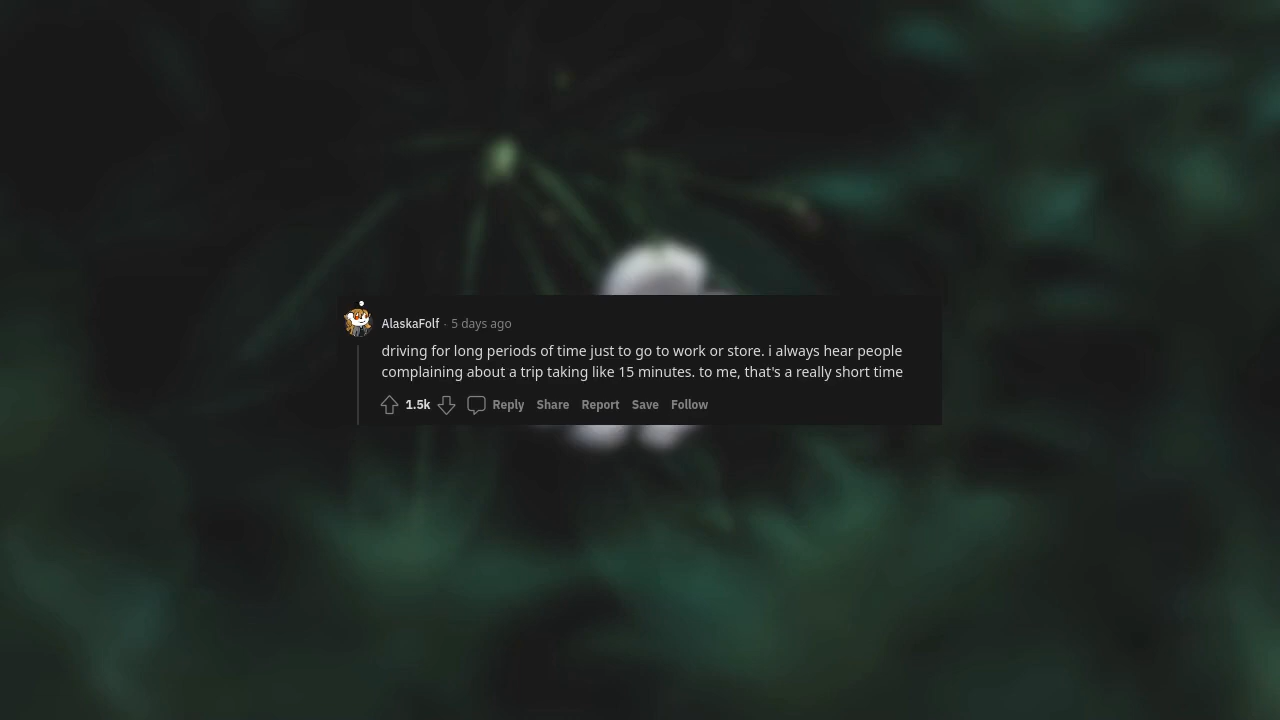 AlaskaFolf · 5 days ago
driving for long periods of time just to go to work or store. i always hear people
complaining about a trip taking like 15 minutes. to me, that's a really short time
1.5k Reply Share Report Save Follow